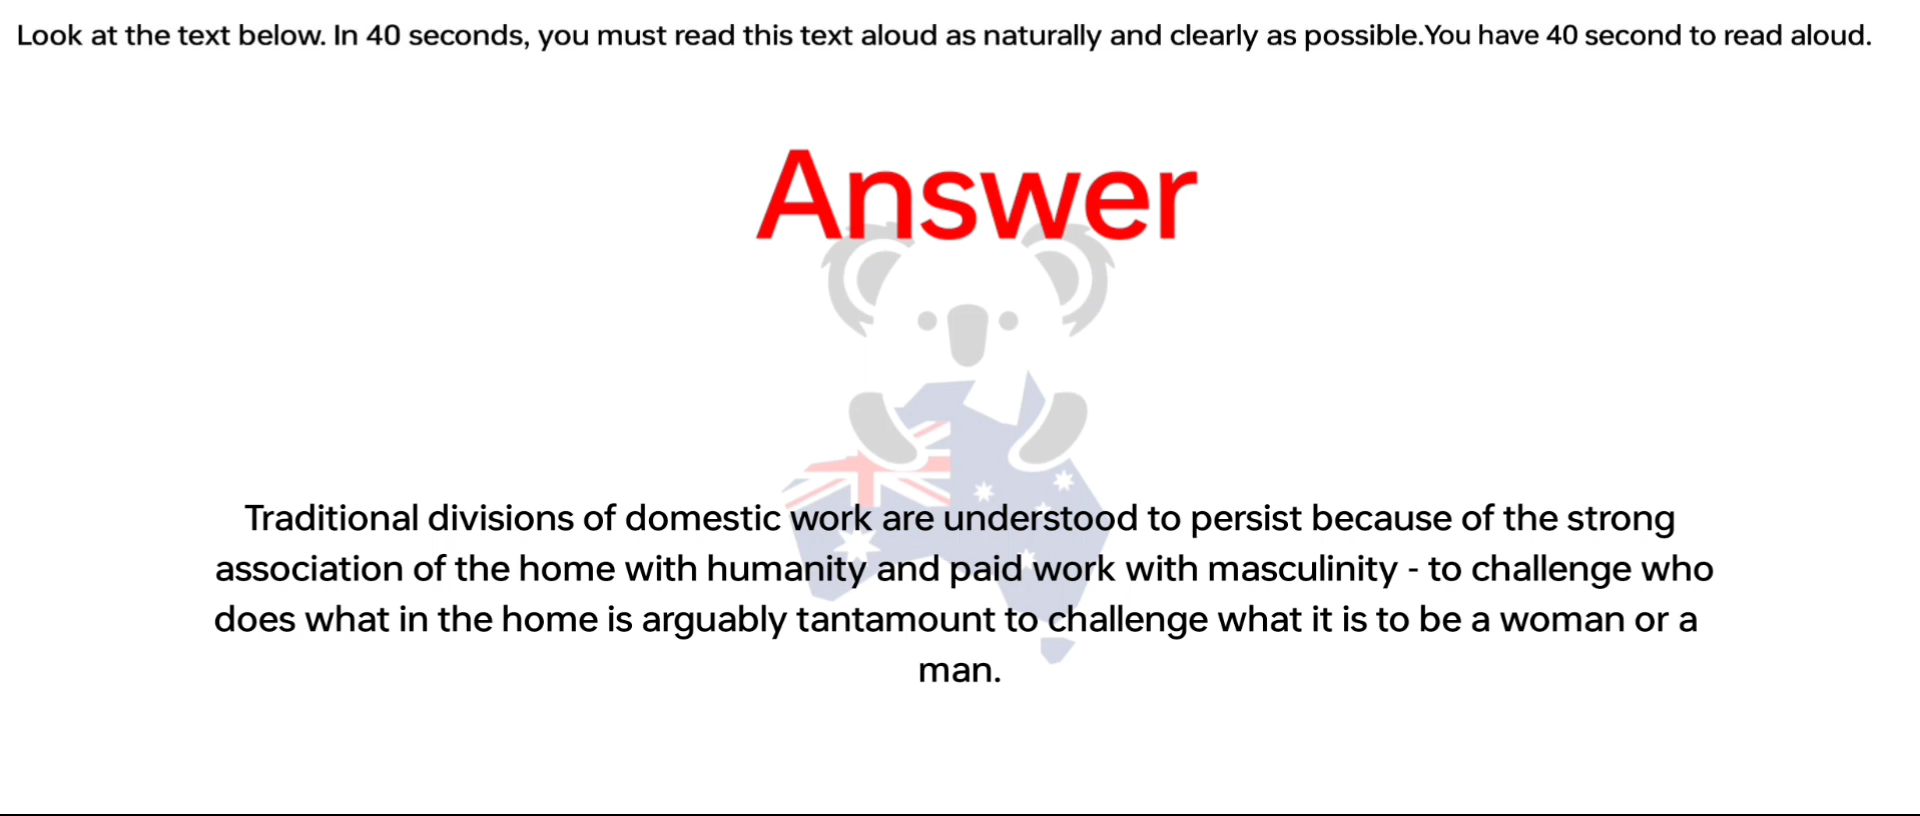 Look at the text below. In 40 seconds, you must read this text aloud as naturally and clearly as possible.You have 40 second to read aloud.
Answer
Traditional divisions of domestic work are understood to persist because of the strong
association of the home with humanity and paid work with masculinity - to challenge who
does what in the home is arguably tantamount to challenge what it is to be a woman or a
man.